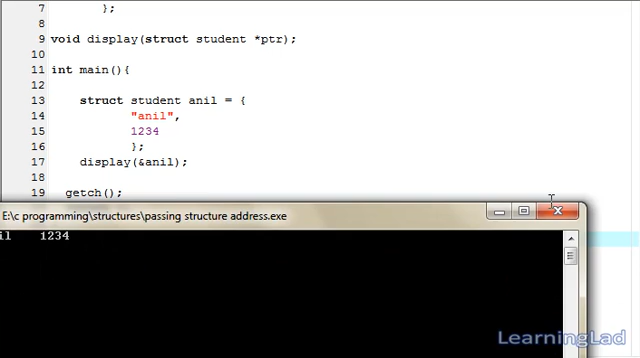 7 };
8
9 void display(struct student *ptr);
10
11 int main(){
12
13 struct student anil = {
14 "anil",
15 1234
16 };
17 display(&anil);
18
19 getch();
E:\c programming\structures\passing structure address.exe
il 1234
LearningLad